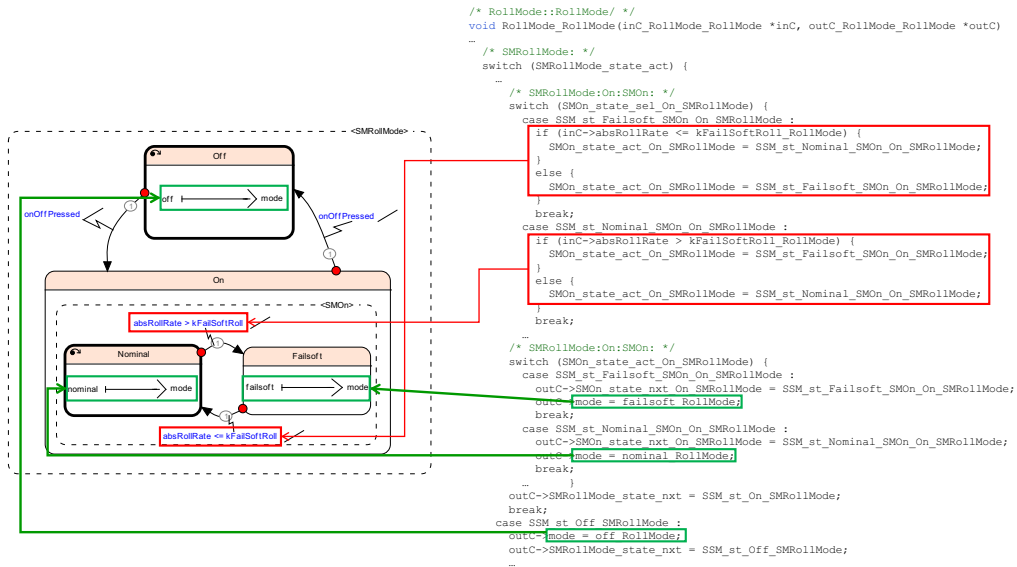 <SMRollMode>
Off
off
mode
1
onOffPressed
onOffPressed
1
On
<SMOn>
absRollRate > kFailSoftRoll
1
Nominal
Failsoft
nominal
mode
failsoft
mode
1
absRollRate <= kFailSoftRoll
/* RollMode::RollMode/ */
void RollMode_RollMode(inC_RollMode_RollMode *inC, outC_RollMode_RollMode *outC)
…
/* SMRollMode: */
switch (SMRollMode_state_act) {
…
/* SMRollMode:On:SMOn: */
switch (SMOn_state_sel_On_SMRollMode) {
case SSM_st_Failsoft_SMOn_On_SMRollMode :
if (inC->absRollRate <= kFailSoftRoll_RollMode) {
SMOn_state_act_On_SMRollMode = SSM_st_Nominal_SMOn_On_SMRollMode;
}
else {
SMOn_state_act_On_SMRollMode = SSM_st_Failsoft_SMOn_On_SMRollMode;
}
break;
case SSM_st_Nominal_SMOn_On_SMRollMode :
if (inC->absRollRate > kFailSoftRoll_RollMode) {
SMOn_state_act_On_SMRollMode = SSM_st_Failsoft_SMOn_On_SMRollMode;
}
else {
SMOn_state_act_On_SMRollMode = SSM_st_Nominal_SMOn_On_SMRollMode;
}
break;
…
/* SMRollMode:On:SMOn: */
switch (SMOn_state_act_On_SMRollMode) {
case SSM_st_Failsoft_SMOn_On_SMRollMode :
outC->SMOn_state_nxt_On_SMRollMode = SSM_st_Failsoft_SMOn_On_SMRollMode;
outC->mode = failsoft_RollMode;
break;
case SSM_st_Nominal_SMOn_On_SMRollMode :
outC->SMOn_state_nxt_On_SMRollMode = SSM_st_Nominal_SMOn_On_SMRollMode;
outC->mode = nominal_RollMode;
break;
… }
outC->SMRollMode_state_nxt = SSM_st_On_SMRollMode;
break;
case SSM_st_Off_SMRollMode :
outC->mode = off_RollMode;
outC->SMRollMode_state_nxt = SSM_st_Off_SMRollMode;
…